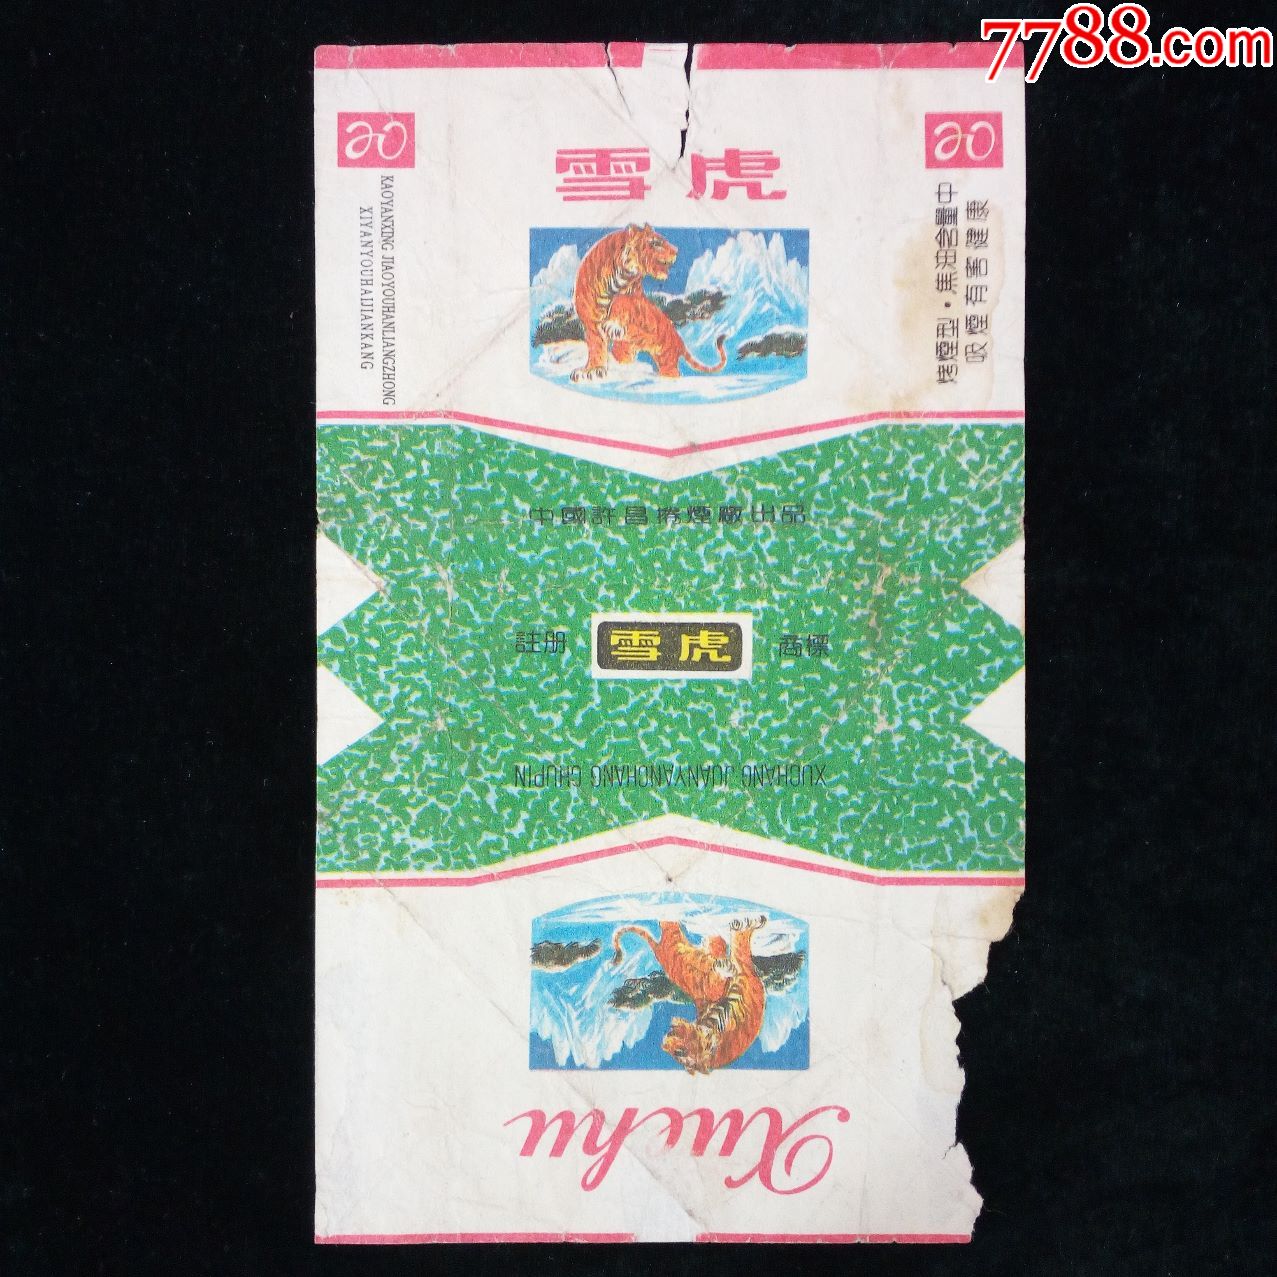 7788.com
20
20
雪虎
KAOYANXING JIAOYOUHANLIANGZHONG
XIYANYOUHAIJIANKANG
烤煙型·焦油含量中
吸煙有害健康
中國許昌捲煙廠出品
註册 雪虎 商標
XUCHANG JUANYANCHANG CHUPIN
Xuehu